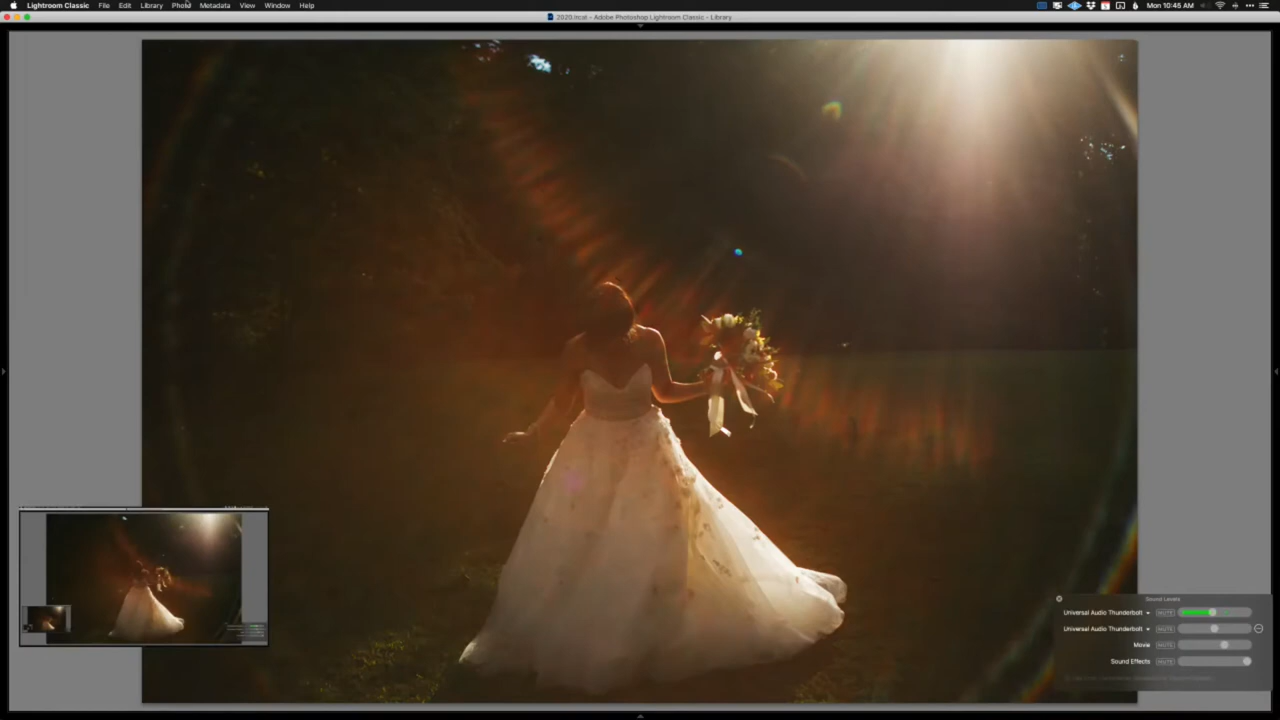 Lightroom Classic File Edit Library Photo Metadata View Window Help Mon 10:45 AM
2020.lrcat - Adobe Photoshop Lightroom Classic - Library
Sound Levels
Universal Audio Thunderbolt MUTE
Universal Audio Thunderbolt MUTE
Movie MUTE
Sound Effects MUTE